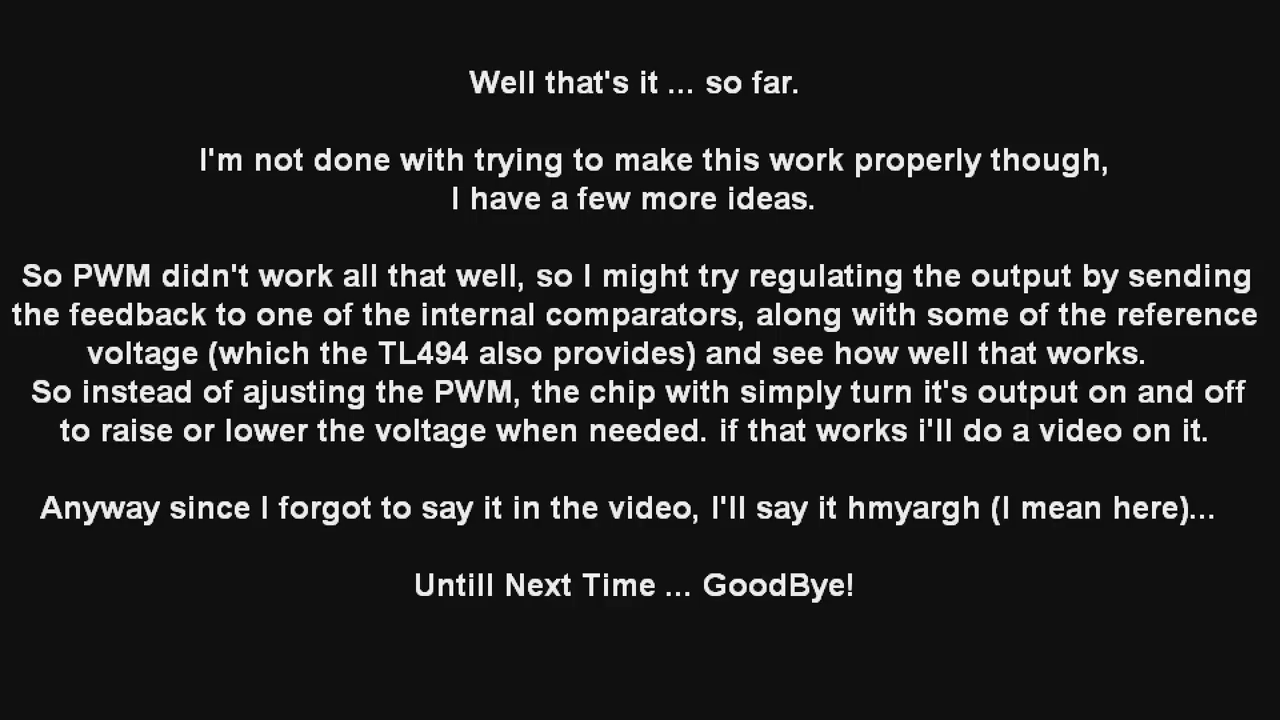 Well that's it ... so far.
I'm not done with trying to make this work properly though,
I have a few more ideas.
So PWM didn't work all that well, so I might try regulating the output by sending
the feedback to one of the internal comparators, along with some of the reference
voltage (which the TL494 also provides) and see how well that works.
So instead of ajusting the PWM, the chip with simply turn it's output on and off
to raise or lower the voltage when needed. if that works i'll do a video on it.
Anyway since I forgot to say it in the video, I'll say it hmyargh (I mean here)...
Untill Next Time ... GoodBye!